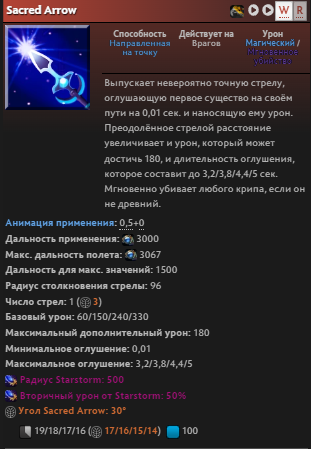 Sacred Arrow
W R
Способность
Направленная
на точку
Действует на
Врагов
Урон
Магический /
Мгновенное
убийство
Выпускает невероятно точную стрелу,
оглушающую первое существо на своём
пути на 0,01 сек. и наносящую ему урон.
Преодолённое стрелой расстояние
увеличивает и урон, который может
достичь 180, и длительность оглушения,
которое составит до 3,2/3,8/4,4/5 сек.
Мгновенно убивает любого крипа, если он
не древний.
Анимация применения: 0,5+0
Дальность применения: 3000
Макс. дальность полета: 3067
Дальность для макс. значений: 1500
Радиус столкновения стрелы: 96
Число стрел: 1 (3)
Базовый урон: 60/150/240/330
Максимальный дополнительный урон: 180
Минимальное оглушение: 0,01
Максимальное оглушение: 3,2/3,8/4,4/5
Радиус Starstorm: 500
Вторичный урон от Starstorm: 50%
Угол Sacred Arrow: 30°
19/18/17/16 (17/16/15/14) 100